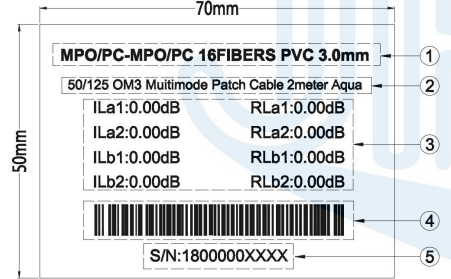 70mm
50mm
MPO/PC-MPO/PC 16FIBERS PVC 3.0mm
1
50/125 OM3 Muitimode Patch Cable 2meter Aqua
2
ILa1:0.00dB RLa1:0.00dB
ILa2:0.00dB RLa2:0.00dB
ILb1:0.00dB RLb1:0.00dB
ILb2:0.00dB RLb2:0.00dB
3
4
S/N:1800000XXXX
5